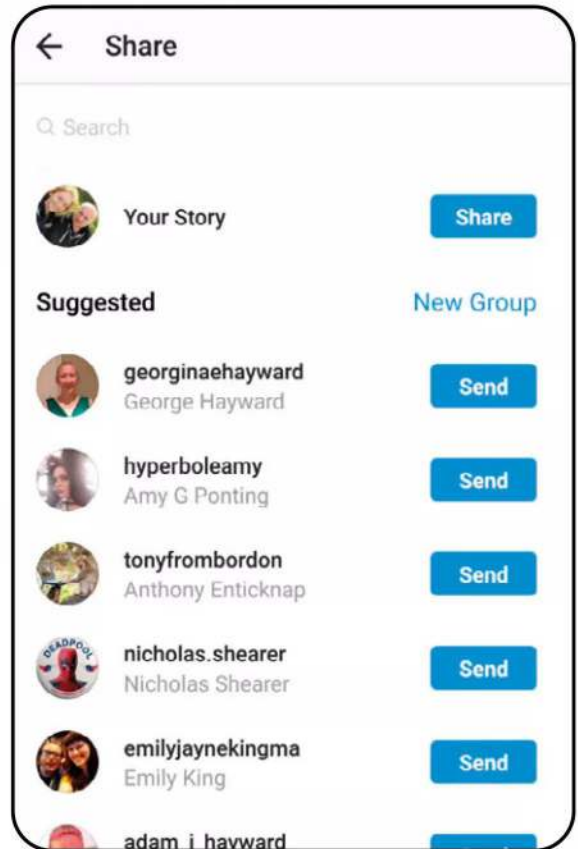 Share
Search
Your Story
Share
Suggested
New Group
georginaehayward
George Hayward
Send
hyperboleamy
Amy G Ponting
Send
tonyfrombordon
Anthony Enticknap
Send
DEADPOOL
nicholas.shearer
Nicholas Shearer
Send
emilyjaynekingma
Emily King
Send
adam_j_hayward